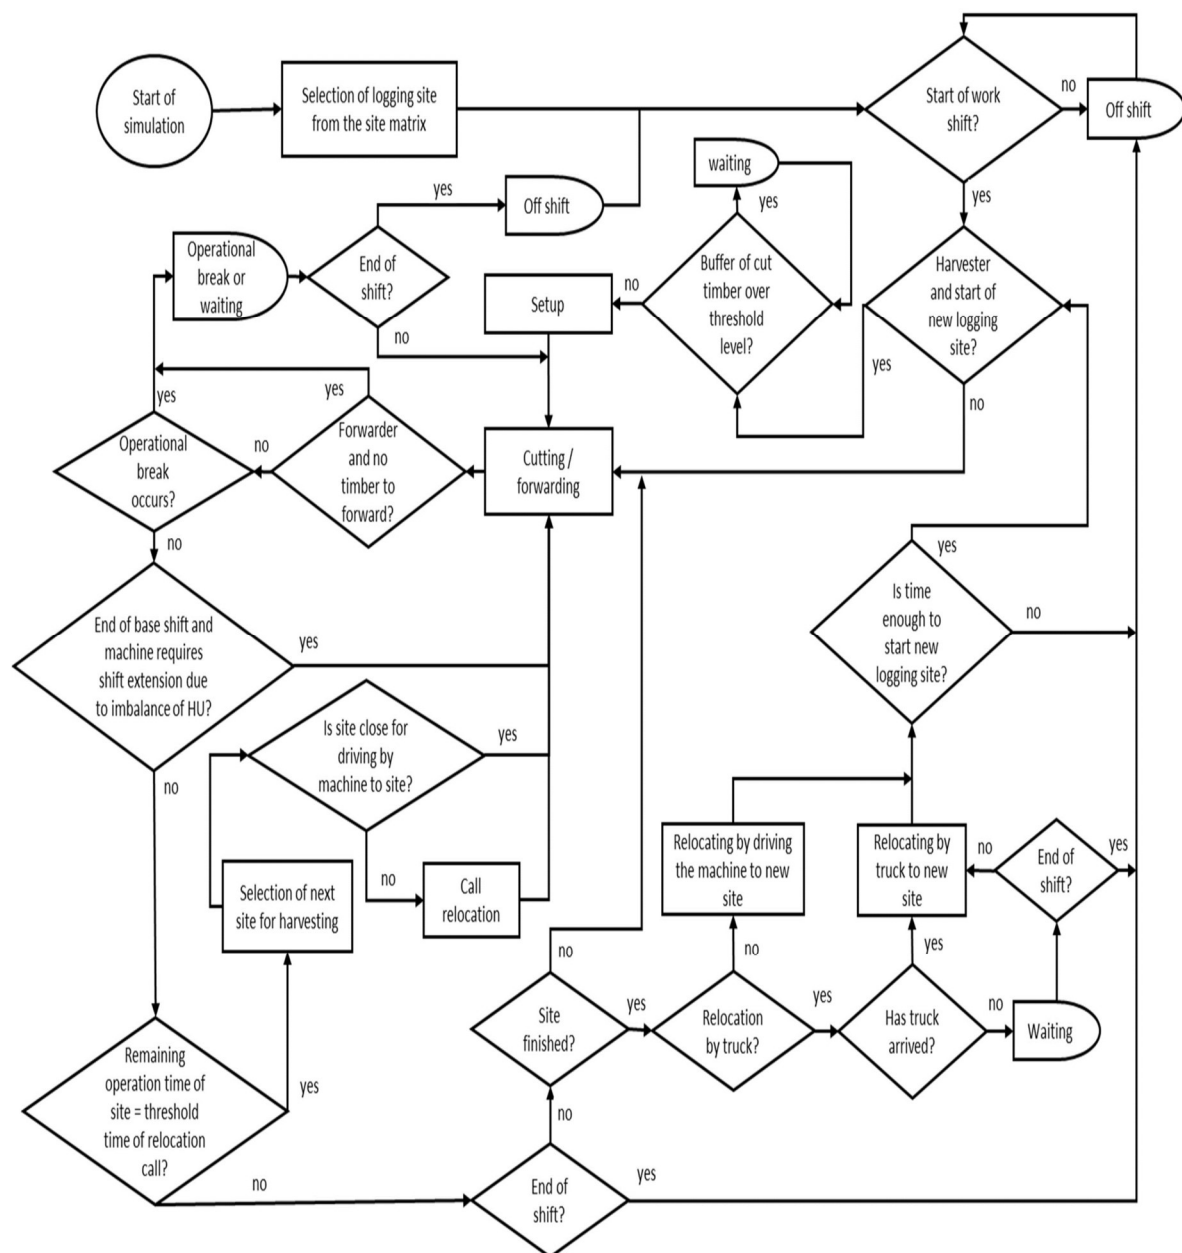 Start of
simulation
Selection of logging site
from the site matrix
Start of work
shift?
no
Off shift
yes
waiting
yes
Off shift
yes
Operational
break or
waiting
End of
shift?
no
Setup
no
Buffer of cut
timber over
threshold
level?
Harvester
and start of
new logging
site?
yes
no
yes
yes
Operational
break
occurs?
no
Forwarder
and no
timber to
forward?
Cutting /
forwarding
no
End of base shift and
machine requires
shift extension due
to imbalance of HU?
yes
no
Is time
enough to
start new
logging site?
yes
no
Is site close for
driving by
machine to site?
yes
no
Selection of next
site for harvesting
Call
relocation
Relocating by driving
the machine to new
site
Relocating by
truck to new
site
no
End of
shift?
yes
no
no
yes
Site
finished?
yes
Relocation
by truck?
yes
Has truck
arrived?
no
Waiting
Remaining
operation time of
site = threshold
time of relocation
call?
yes
no
no
End of
shift?
yes